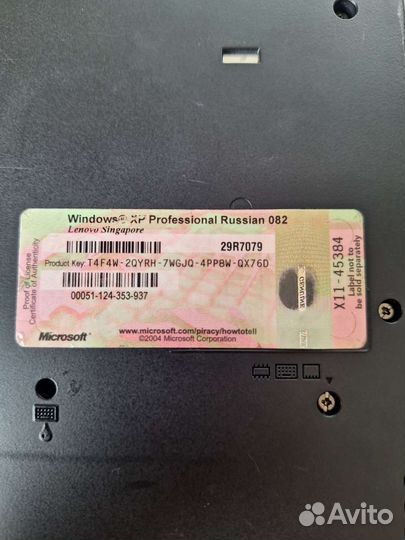 Windows® XP Professional Russian 082
Lenovo Singapore
29R7079
Product Key: T4F4W-2QYRH-7WGJQ-4PPBW-QX76D
00051-124-353-937
Proof of License
Certificate of Authenticity
Microsoft
www.microsoft.com/piracy/howtotell
©2004 Microsoft Corporation
X11-45384
Label not to
be sold separately
Avito